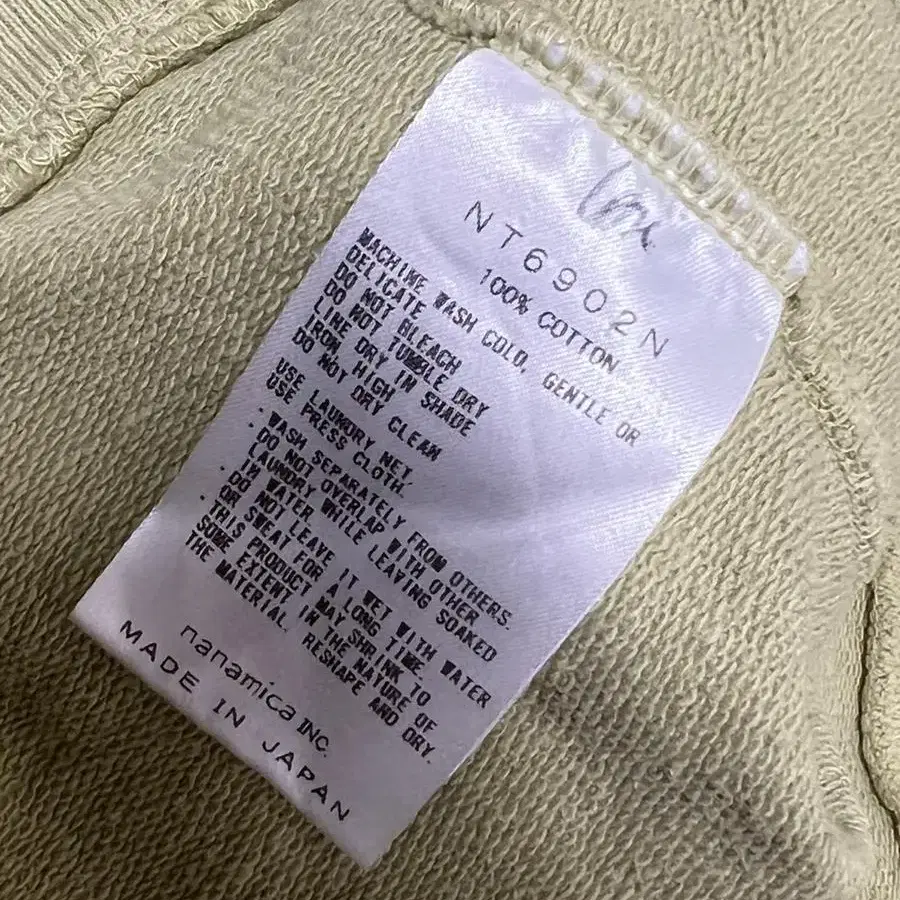 NT6902N
100% COTTON
MACHINE WASH COLD, GENTLE OR
DELICATE
DO NOT BLEACH
DO NOT TUMBLE DRY
LINE DRY IN SHADE
IRON, HIGH
DO NOT DRY CLEAN
USE LAUNDRY NET.
USE PRESS CLOTH.
・WASH SEPARATELY FROM OTHERS.
・DO NOT OVERLAP WITH OTHER
LAUNDRY WHILE LEAVING SOAKED
IN WATER
・DO NOT LEAVE IT WET WITH WATER
OR SWEAT FOR A LONG TIME.
・THIS PRODUCT MAY SHRINK TO
SOME EXTENT IN THE NATURE OF
THE MATERIAL. RESHAPE AND DRY.
nanamica INC.
MADE IN JAPAN